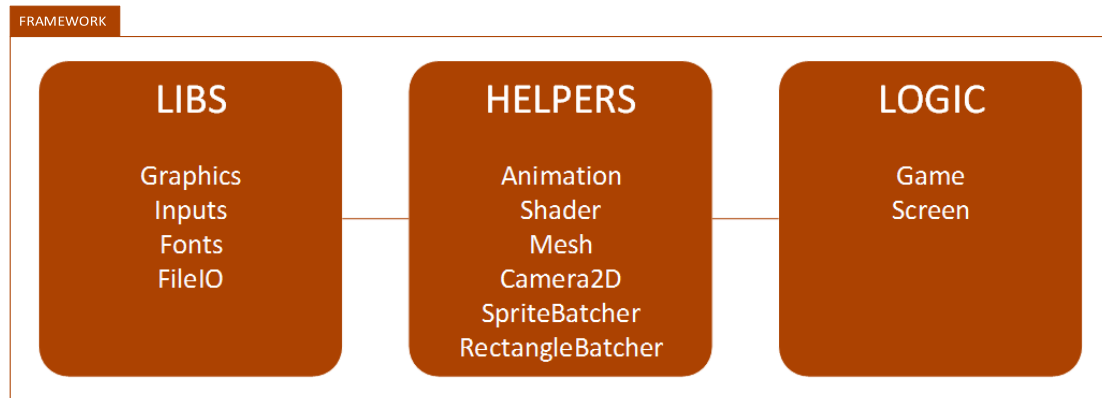 FRAMEWORK
LIBS
Graphics
Inputs
Fonts
FileIO
HELPERS
Animation
Shader
Mesh
Camera2D
SpriteBatcher
RectangleBatcher
LOGIC
Game
Screen